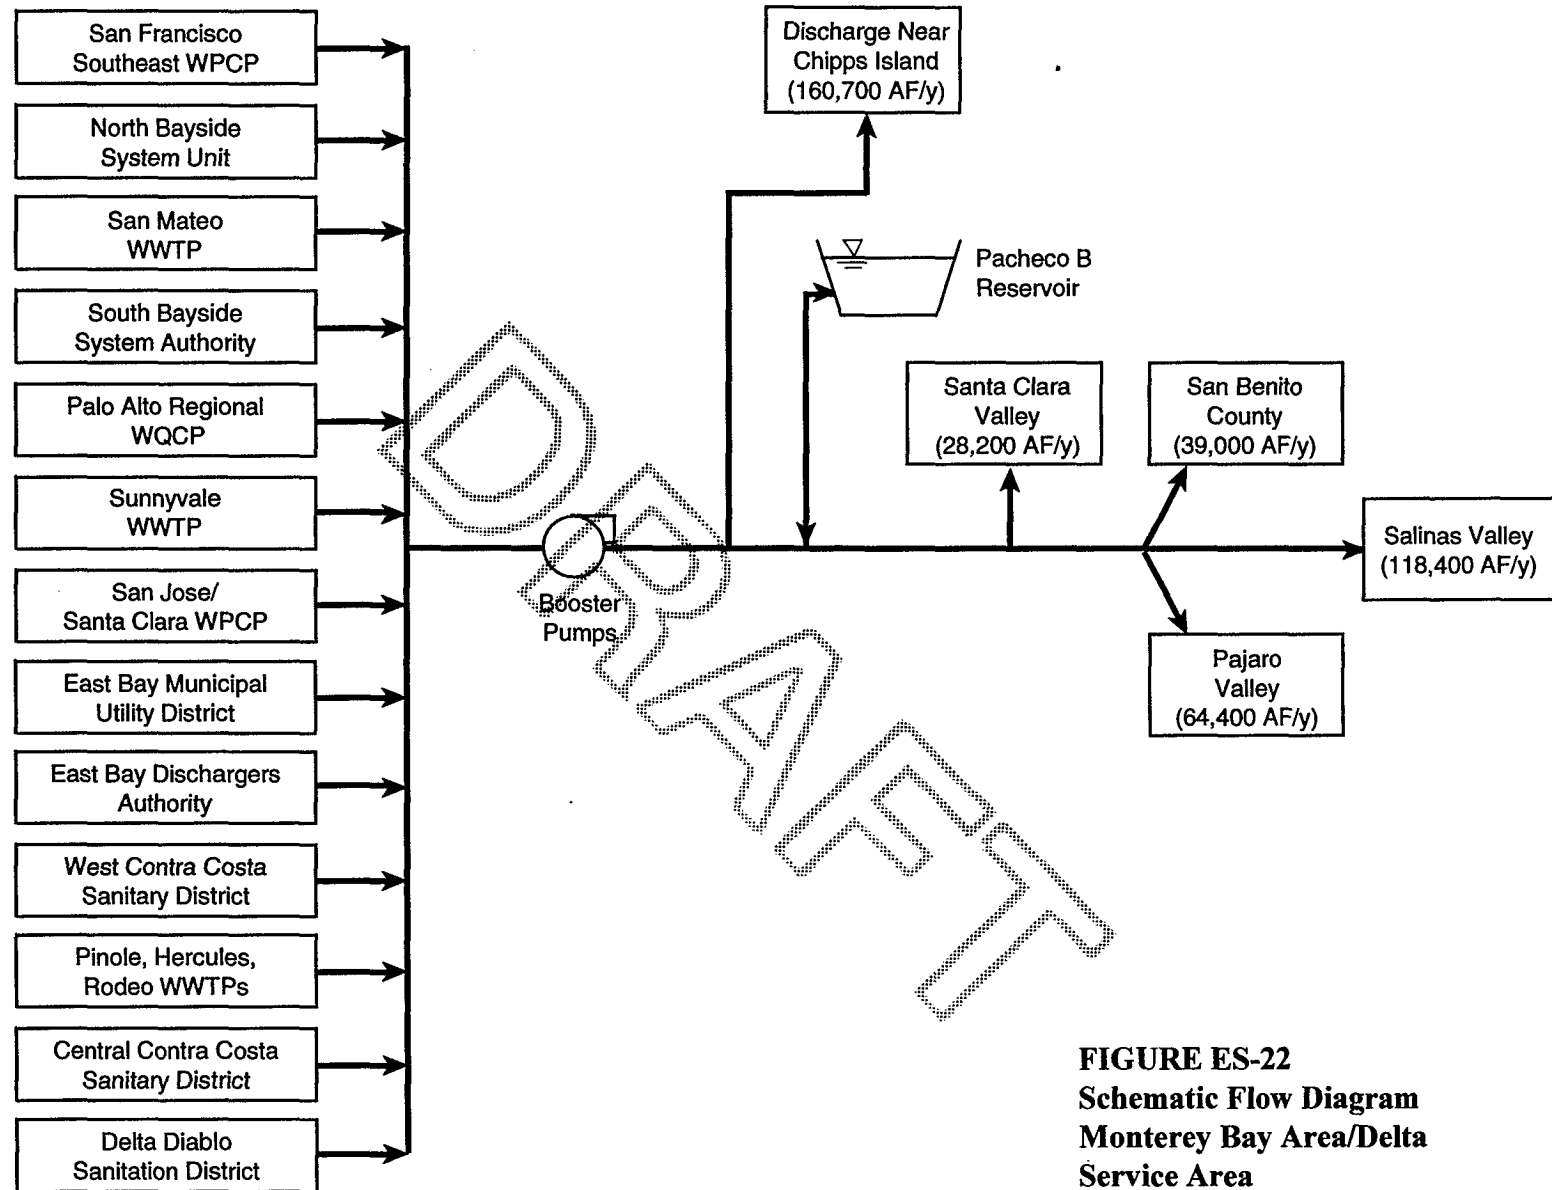 San Francisco
Southeast WPCP
North Bayside
System Unit
San Mateo
WWTP
South Bayside
System Authority
Palo Alto Regional
WQCP
Sunnyvale
WWTP
San Jose/
Santa Clara WPCP
East Bay Municipal
Utility District
East Bay Dischargers
Authority
West Contra Costa
Sanitary District
Pinole, Hercules,
Rodeo WWTPs
Central Contra Costa
Sanitary District
Delta Diablo
Sanitation District
Booster
Pumps
Discharge Near
Chipps Island
(160,700 AF/y)
Pacheco B
Reservoir
Santa Clara
Valley
(28,200 AF/y)
San Benito
County
(39,000 AF/y)
Salinas Valley
(118,400 AF/y)
Pajaro
Valley
(64,400 AF/y)
DRAFT
FIGURE ES-22
Schematic Flow Diagram
Monterey Bay Area/Delta
Service Area